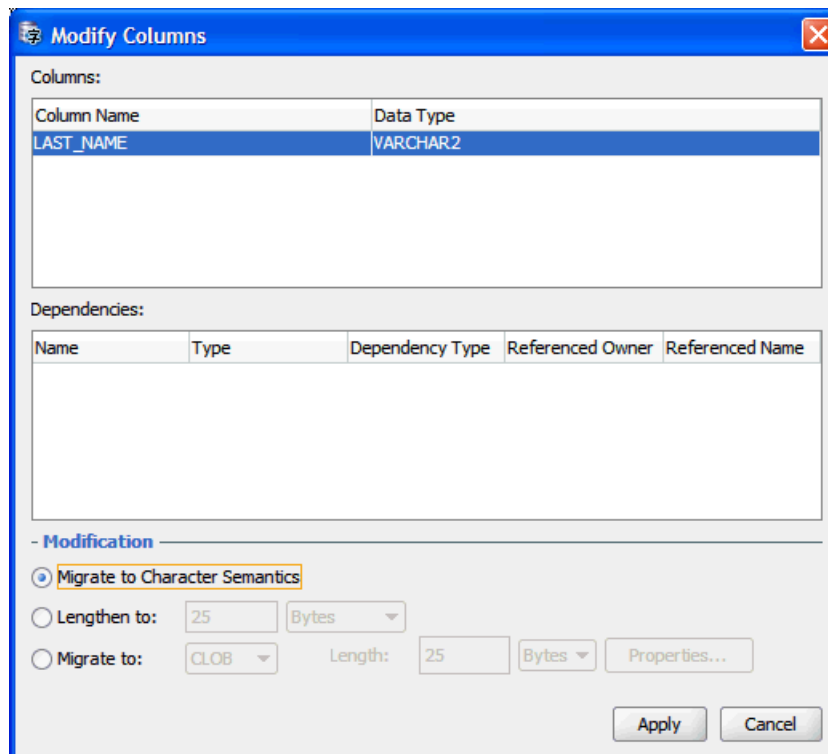 Modify Columns
Columns:
Column Name Data Type
LAST_NAME VARCHAR2
Dependencies:
Name Type Dependency Type Referenced Owner Referenced Name
- Modification
Migrate to Character Semantics
Lengthen to: 25 Bytes
Migrate to: CLOB Length: 25 Bytes Properties...
Apply Cancel